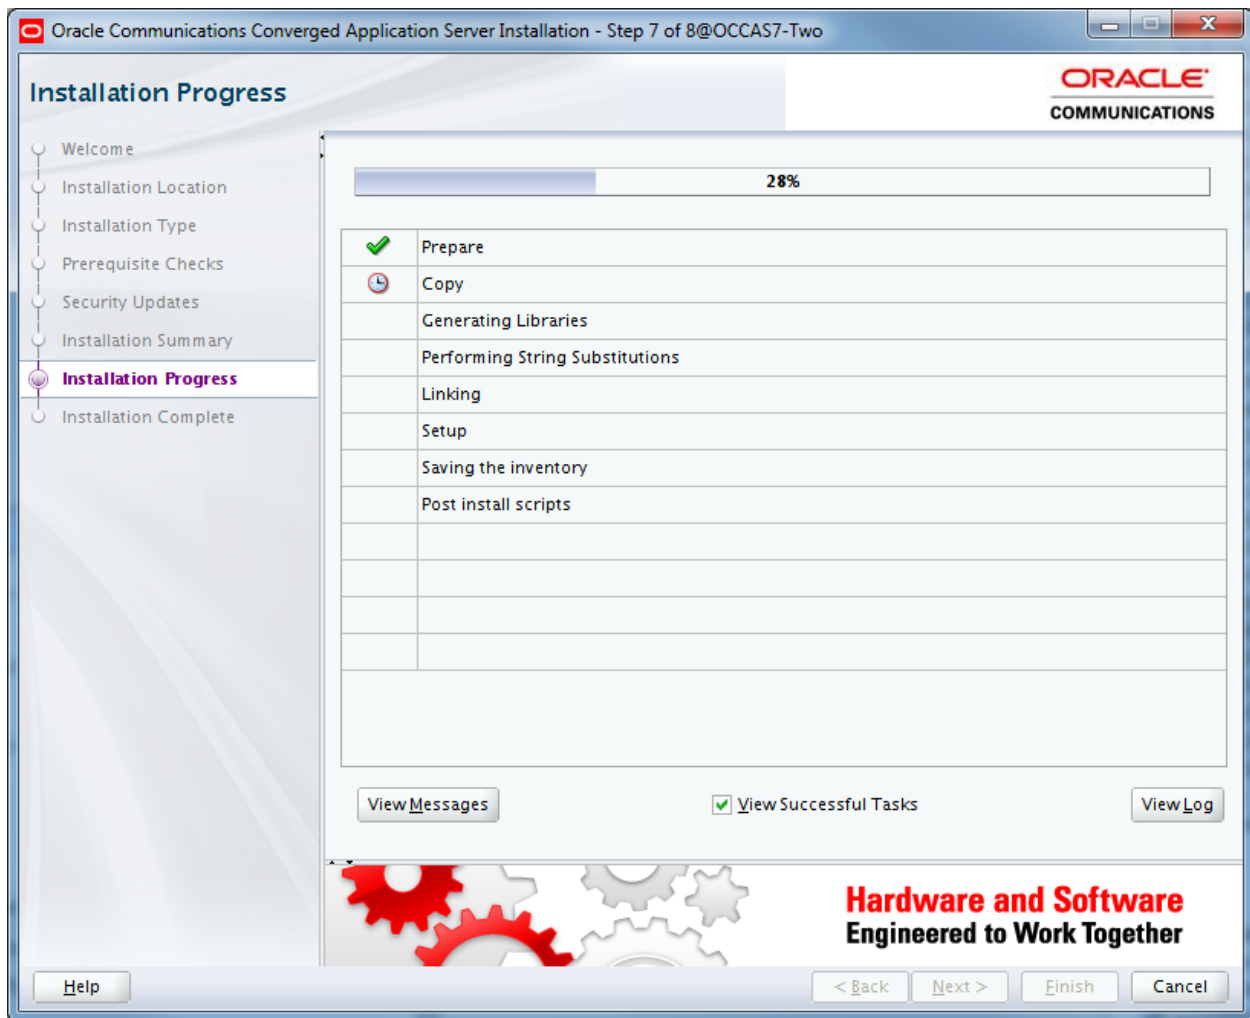 Oracle Communications Converged Application Server Installation - Step 7 of 8@OCCAS7-Two
Installation Progress
ORACLE
COMMUNICATIONS
Welcome
Installation Location
Installation Type
Prerequisite Checks
Security Updates
Installation Summary
Installation Progress
Installation Complete
28%
Prepare
Copy
Generating Libraries
Performing String Substitutions
Linking
Setup
Saving the inventory
Post install scripts
View Messages
View Successful Tasks
View Log
Hardware and Software
Engineered to Work Together
Help
< Back
Next >
Finish
Cancel